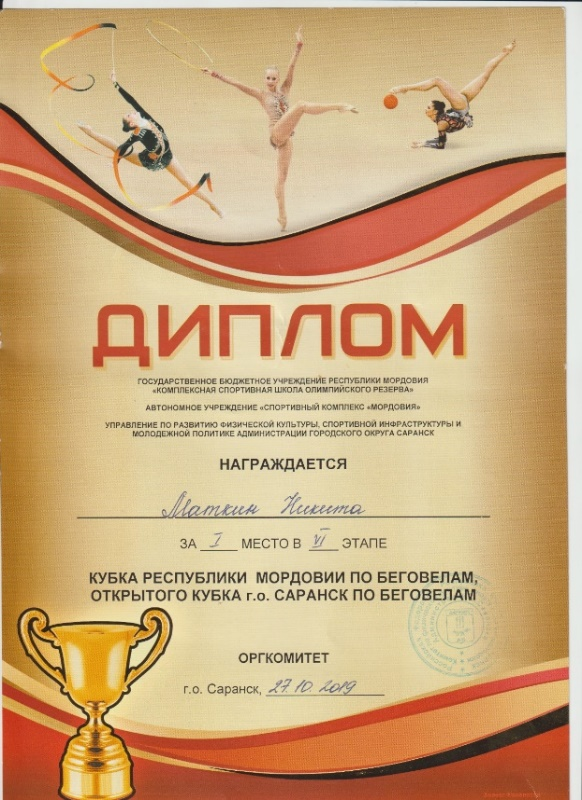 ДИПЛОМ
ГОСУДАРСТВЕННОЕ БЮДЖЕТНОЕ УЧРЕЖДЕНИЕ РЕСПУБЛИКИ МОРДОВИЯ
«КОМПЛЕКСНАЯ СПОРТИВНАЯ ШКОЛА ОЛИМПИЙСКОГО РЕЗЕРВА»
АВТОНОМНОЕ УЧРЕЖДЕНИЕ «СПОРТИВНЫЙ КОМПЛЕКС «МОРДОВИЯ»
УПРАВЛЕНИЕ ПО РАЗВИТИЮ ФИЗИЧЕСКОЙ КУЛЬТУРЫ, СПОРТИВНОЙ ИНФРАСТРУКТУРЫ И
МОЛОДЕЖНОЙ ПОЛИТИКЕ АДМИНИСТРАЦИИ ГОРОДСКОГО ОКРУГА САРАНСК
НАГРАЖДАЕТСЯ
Маткин Никита
ЗА I МЕСТО В VI ЭТАПЕ
КУБКА РЕСПУБЛИКИ МОРДОВИИ ПО БЕГОВЕЛАМ,
ОТКРЫТОГО КУБКА г.о. САРАНСК ПО БЕГОВЕЛАМ
ОРГКОМИТЕТ
г.о. Саранск, 27.10.2019